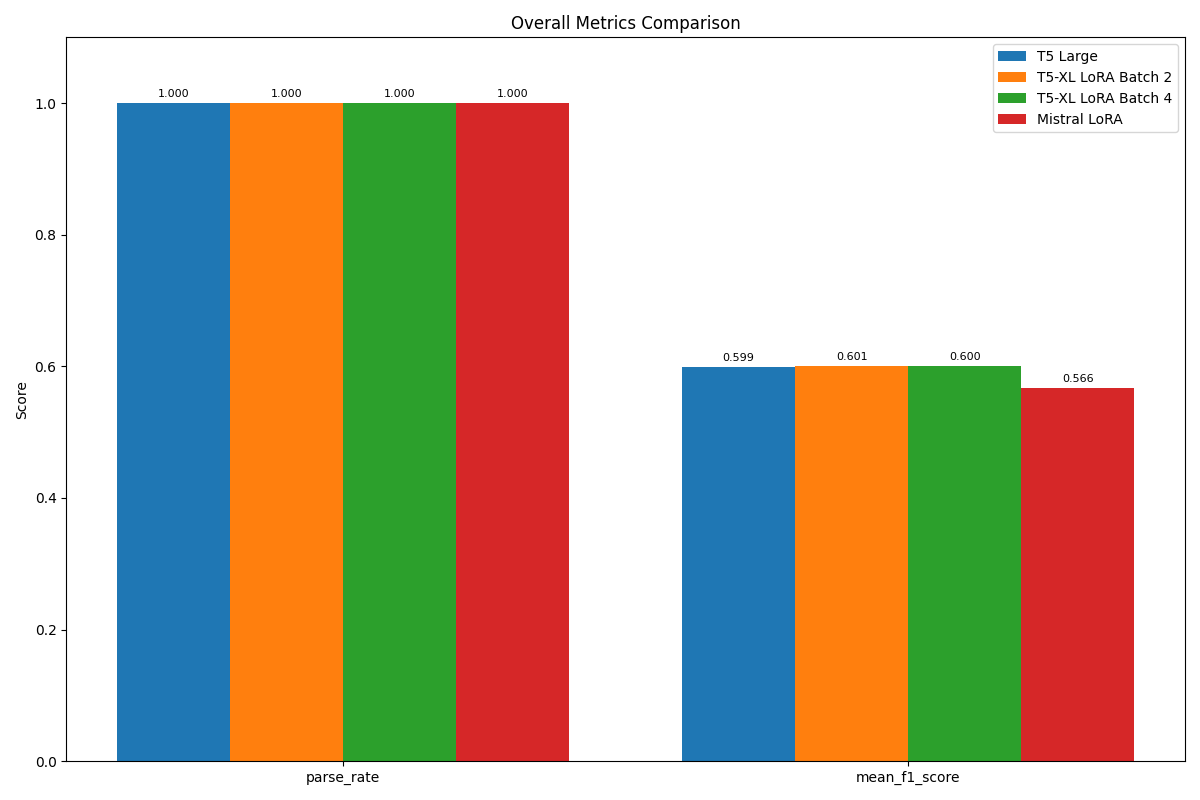 Overall Metrics Comparison
T5 Large
T5-XL LoRA Batch 2
T5-XL LoRA Batch 4
Mistral LoRA
1.000 1.000 1.000 1.000
0.599 0.601 0.600 0.566
Score
1.0
0.8
0.6
0.4
0.2
0.0
parse_rate mean_f1_score